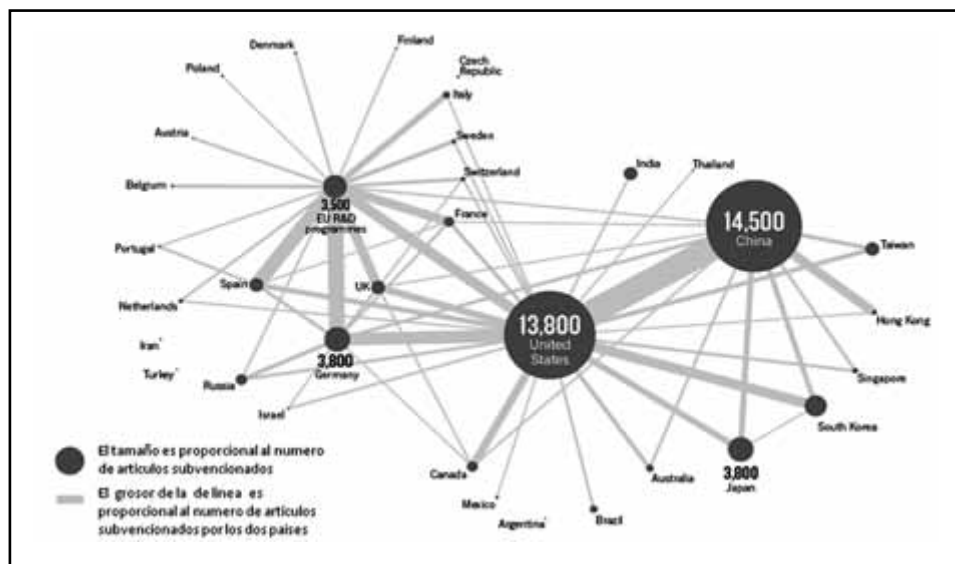 Denmark
Finland
Poland
Czech
Republic
Italy
Austria
Sweden
Switzerland
India
Thailand
Belgium
3,500
EU R&D
programmes
France
14,500
China
Portugal
Taiwan
Spain
UK
Netherlands
13,800
United
States
Hong Kong
Iran
3,800
Germany
Turkey
Russia
Singapore
Israel
South Korea
El tamaño es proporcional al numero
de artículos subvencionados
Canada
Australia
3,800
Japan
El grosor de la de linea es
proporcional al numero de artículos
subvencionados por los dos países
Mexico
Argentina
Brazil